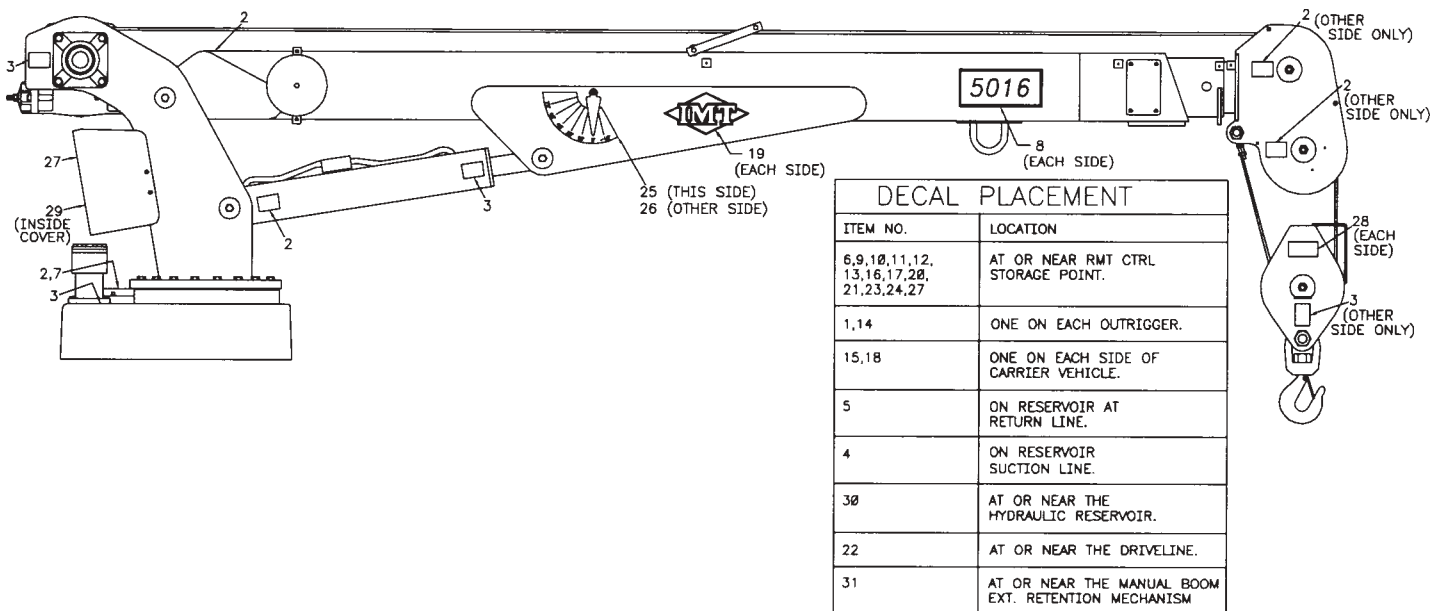 2
3
2 (OTHER
SIDE ONLY)
2
(OTHER
SIDE ONLY)
5016
IMT
8
(EACH SIDE)
19
(EACH SIDE)
25 (THIS SIDE)
26 (OTHER SIDE)
27
29
(INSIDE
COVER)
3
2
2,7
3
28
(EACH
SIDE)
3
(OTHER
SIDE ONLY)
DECAL PLACEMENT
ITEM NO. LOCATION
6,9,10,11,12, AT OR NEAR RMT CTRL
13,16,17,20, STORAGE POINT.
21,23,24,27
1,14 ONE ON EACH OUTRIGGER.
15,18 ONE ON EACH SIDE OF
CARRIER VEHICLE.
5 ON RESERVOIR AT
RETURN LINE.
4 ON RESERVOIR
SUCTION LINE.
30 AT OR NEAR THE
HYDRAULIC RESERVOIR.
22 AT OR NEAR THE DRIVELINE.
31 AT OR NEAR THE MANUAL BOOM
EXT. RETENTION MECHANISM